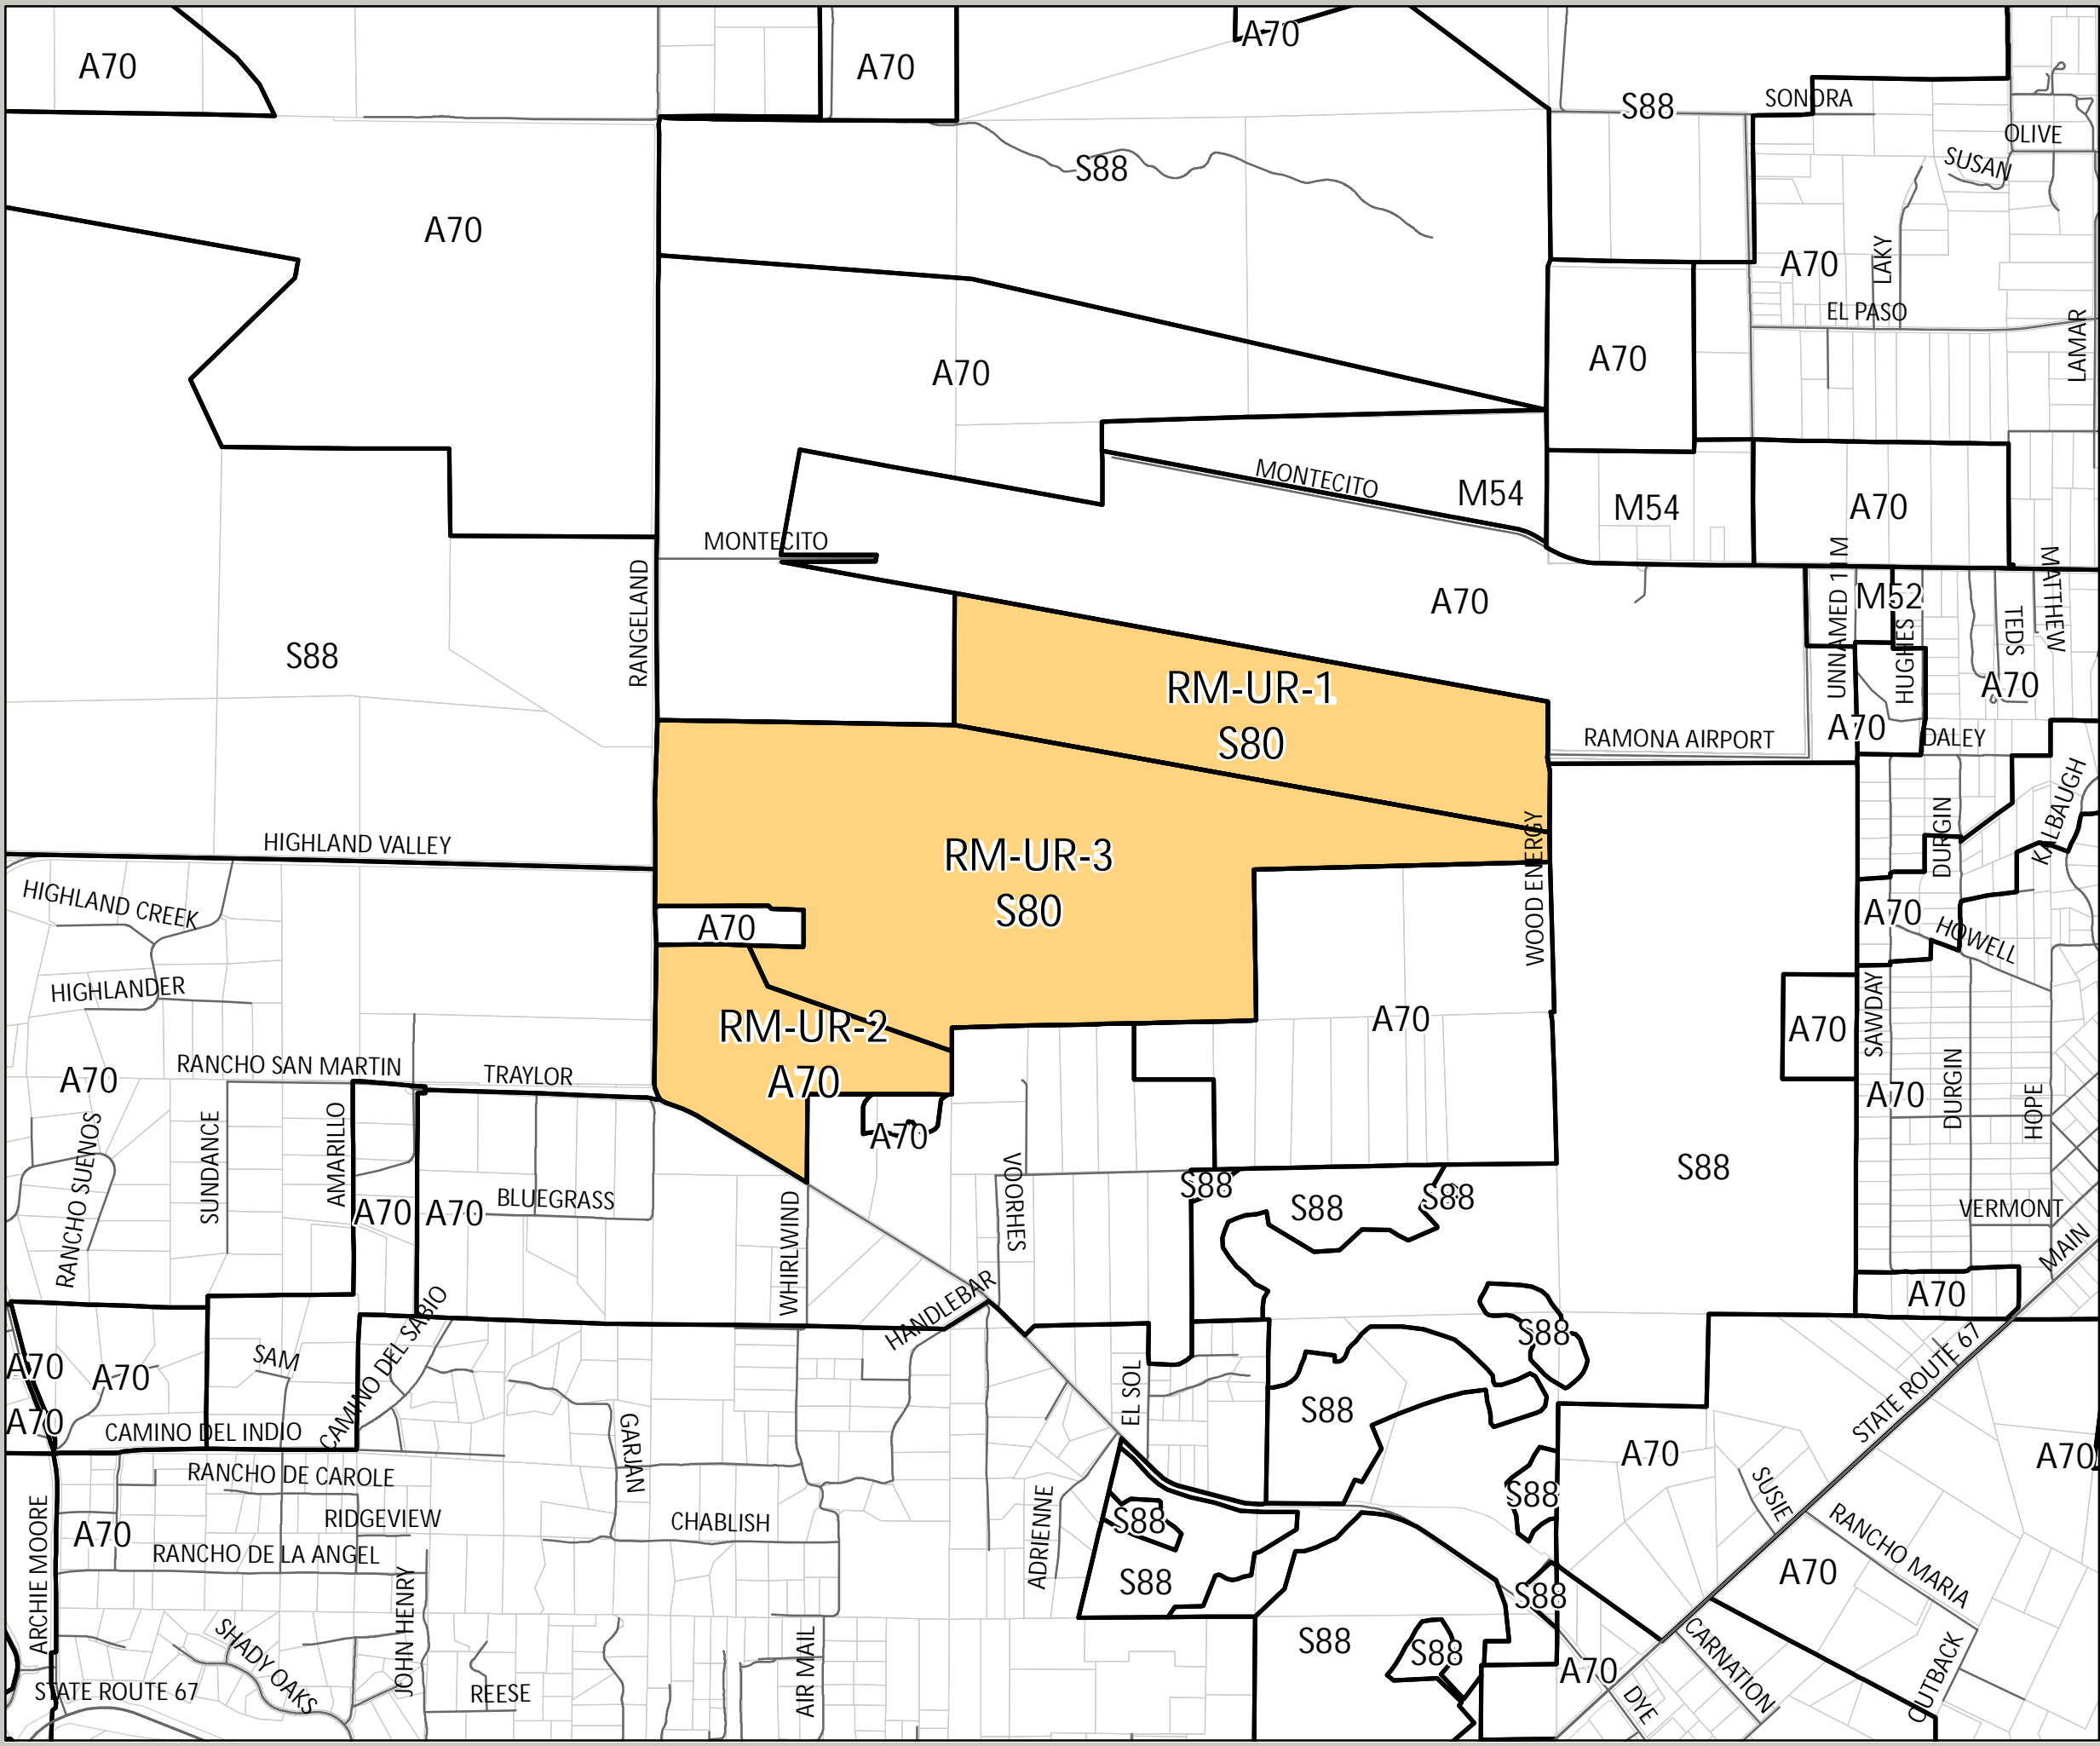 A70
A70
A70
S88
SONORA
OLIVE
SUSAN
S88
A70
A70
LAKY
EL PASO
LAMAR
A70
A70
MONTECITO
M54
M54
A70
MONTECITO
RANGELAND
A70
UNNAMED 11 M
M52
HUGHES
TEDS
MATTHEW
A70
S88
RM-UR-1
S80
RAMONA AIRPORT
A70
DALEY
KALBAUGH
DURGIN
HIGHLAND VALLEY
RM-UR-3
S80
WOOD ENERGY
HIGHLAND CREEK
A70
A70
HOWELL
HIGHLANDER
RM-UR-2
A70
A70
A70
SAWDAY
A70
DURGIN
HOPE
RANCHO SAN MARTIN
TRAYLOR
A70
RANCHO SUENOS
SUNDANCE
AMARILLO
A70
A70
A70
BLUEGRASS
WHIRLWIND
VOORHES
S88
S88
S88
S88
VERMONT
MAIN
HANDLEBAR
A70
S88
STATE ROUTE 67
A70
A70
A70
SAM
CAMINO DEL SABIO
CAMINO DEL INDIO
EL SOL
S88
A70
A70
GARJAN
RANCHO DE CAROLE
RIDGEVIEW
CHABLISH
ADRIENNE
S88
S88
SUSIE
RANCHO MARIA
ARCHIE MOORE
A70
RANCHO DE LA ANGEL
JOHN HENRY
S88
S88
A70
SHADY OAKS
AIR MAIL
S88
S88
A70
CARNATION
OUTBACK
STATE ROUTE 67
REESE
DYE